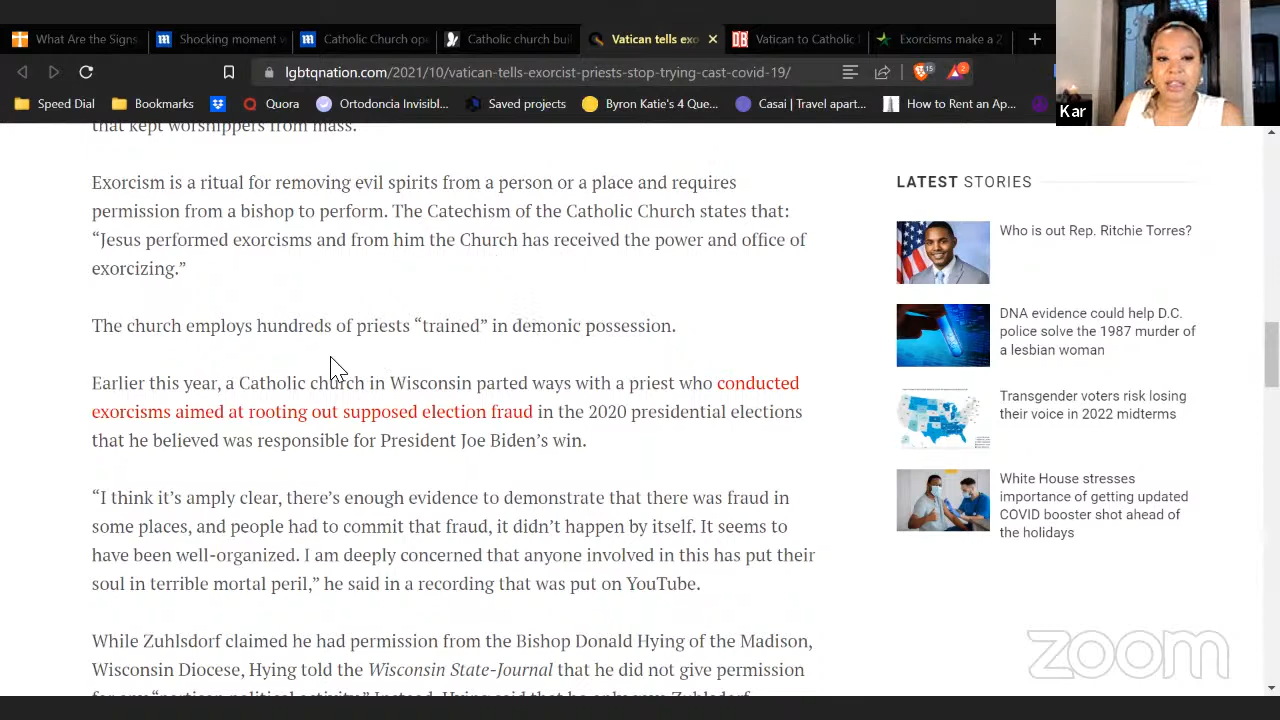 What Are the Signs
Shocking moment
Catholic Church op
Catholic church bui
Vatican tells exo
Vatican to Catholic
Exorcisms make a
lgbtqnation.com/2021/10/vatican-tells-exorcist-priests-stop-trying-cast-covid-19/
15
2
Kar
Speed Dial
Bookmarks
Quora
Ortodoncia Invisibl...
Saved projects
Byron Katie's 4 Que...
Casai | Travel apart...
How to Rent an Ap...
that kept worshippers from mass.
Exorcism is a ritual for removing evil spirits from a person or a place and requires
permission from a bishop to perform. The Catechism of the Catholic Church states that:
“Jesus performed exorcisms and from him the Church has received the power and office of
exorcizing.”
The church employs hundreds of priests “trained” in demonic possession.
Earlier this year, a Catholic church in Wisconsin parted ways with a priest who conducted
exorcisms aimed at rooting out supposed election fraud in the 2020 presidential elections
that he believed was responsible for President Joe Biden’s win.
“I think it’s amply clear, there’s enough evidence to demonstrate that there was fraud in
some places, and people had to commit that fraud, it didn’t happen by itself. It seems to
have been well-organized. I am deeply concerned that anyone involved in this has put their
soul in terrible mortal peril,” he said in a recording that was put on YouTube.
While Zuhlsdorf claimed he had permission from the Bishop Donald Hying of the Madison,
Wisconsin Diocese, Hying told the Wisconsin State-Journal that he did not give permission
LATEST STORIES
Who is out Rep. Ritchie Torres?
DNA evidence could help D.C.
police solve the 1987 murder of
a lesbian woman
Transgender voters risk losing
their voice in 2022 midterms
White House stresses
importance of getting updated
COVID booster shot ahead of
the holidays
zoom